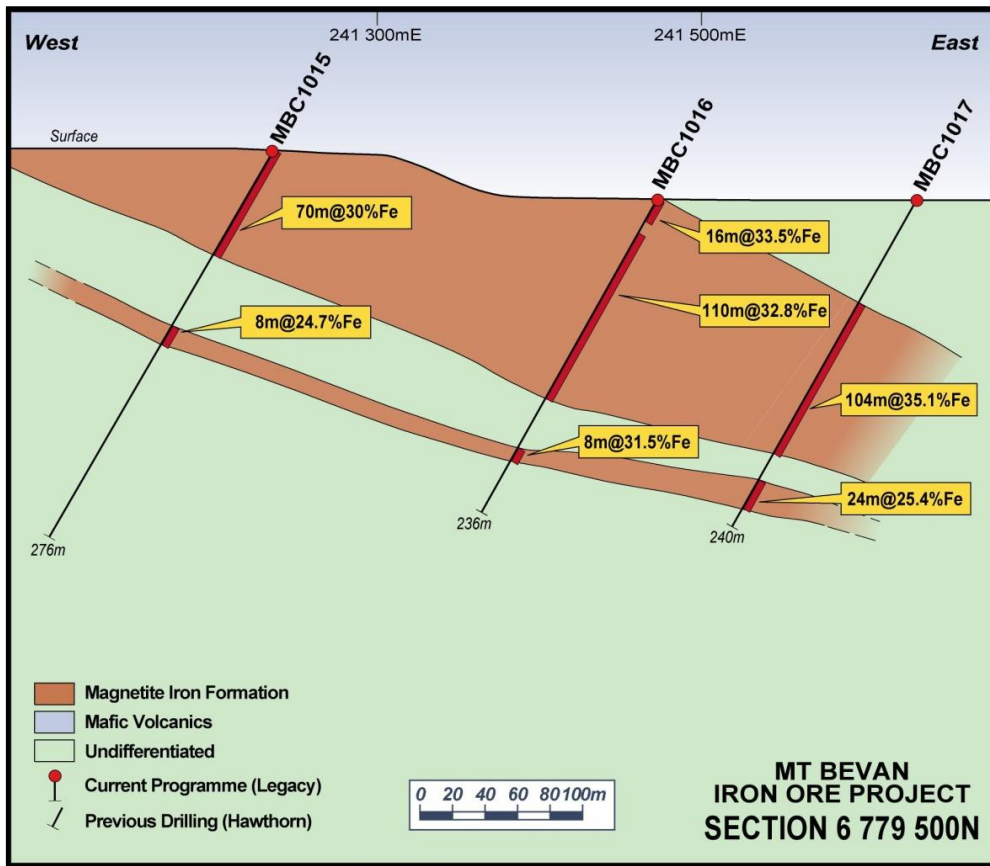 241 300mE
241 500mE
West
East
Surface
MBC1015
MBC1016
MBC1017
70m@30%Fe
16m@33.5%Fe
110m@32.8%Fe
8m@24.7%Fe
104m@35.1%Fe
8m@31.5%Fe
24m@25.4%Fe
276m
236m
240m
Magnetite Iron Formation
Mafic Volcanics
Undifferentiated
Current Programme (Legacy)
Previous Drilling (Hawthorn)
0 20 40 60 80 100m
MT BEVAN
IRON ORE PROJECT
SECTION 6 779 500N